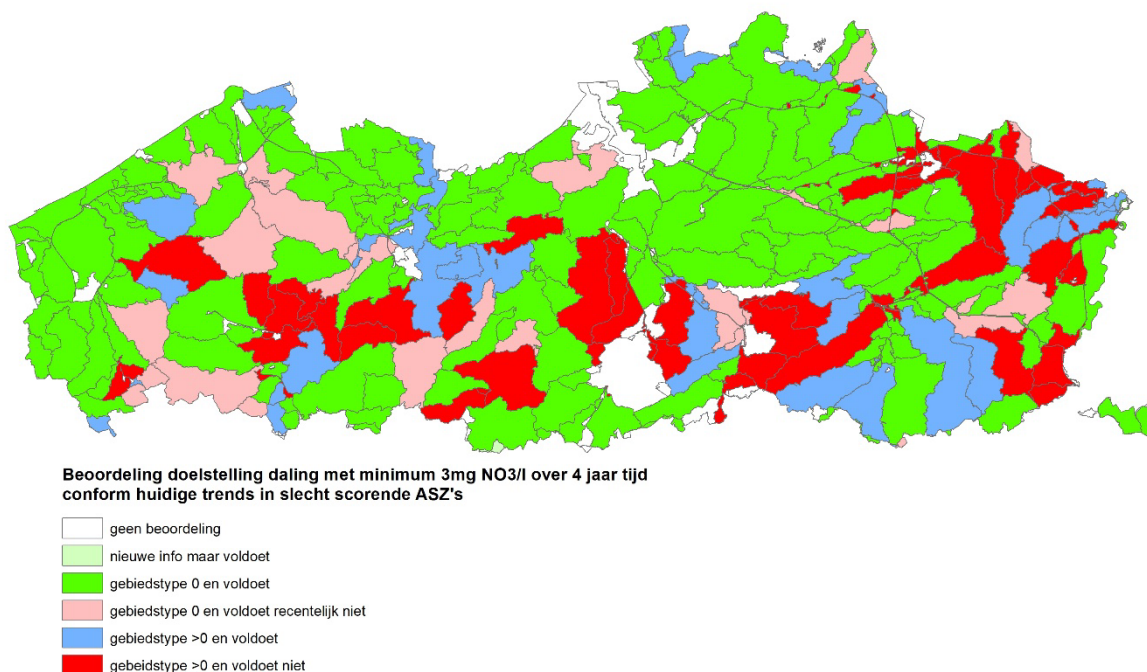 Beoordeling doelstelling daling met minimum 3mg NO3/l over 4 jaar tijd
conform huidige trends in slecht scorende ASZ's
geen beoordeling
nieuwe info maar voldoet
gebiedstype 0 en voldoet
gebiedstype 0 en voldoet recentelijk niet
gebiedstype >0 en voldoet
gebeidstype >0 en voldoet niet